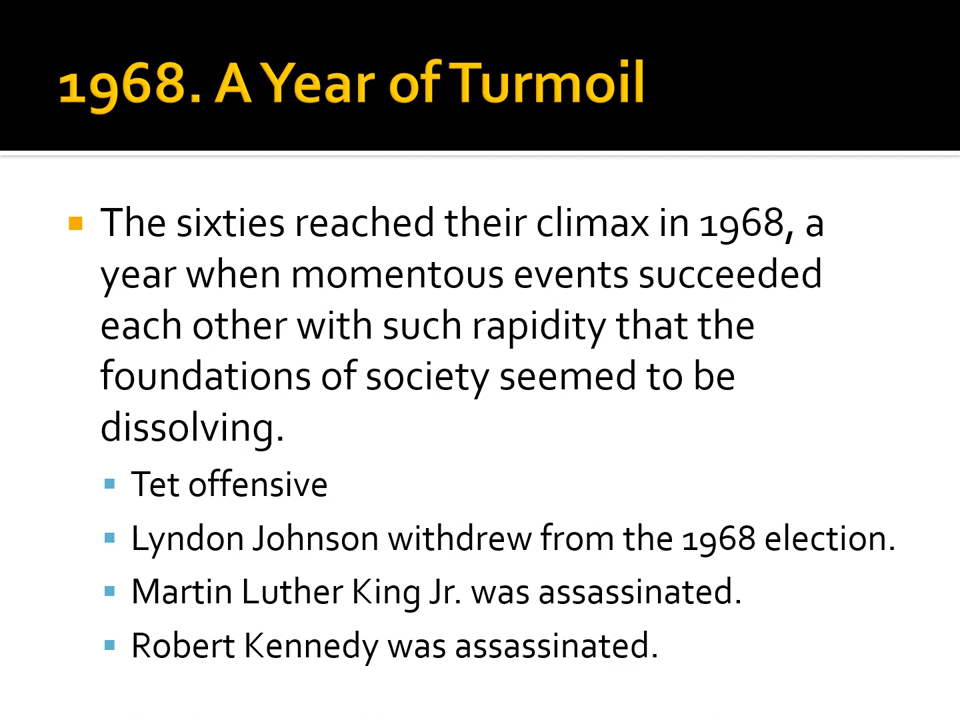 1968. A Year of Turmoil
The sixties reached their climax in 1968, a
year when momentous events succeeded
each other with such rapidity that the
foundations of society seemed to be
dissolving.
Tet offensive
Lyndon Johnson withdrew from the 1968 election.
Martin Luther King Jr. was assassinated.
Robert Kennedy was assassinated.